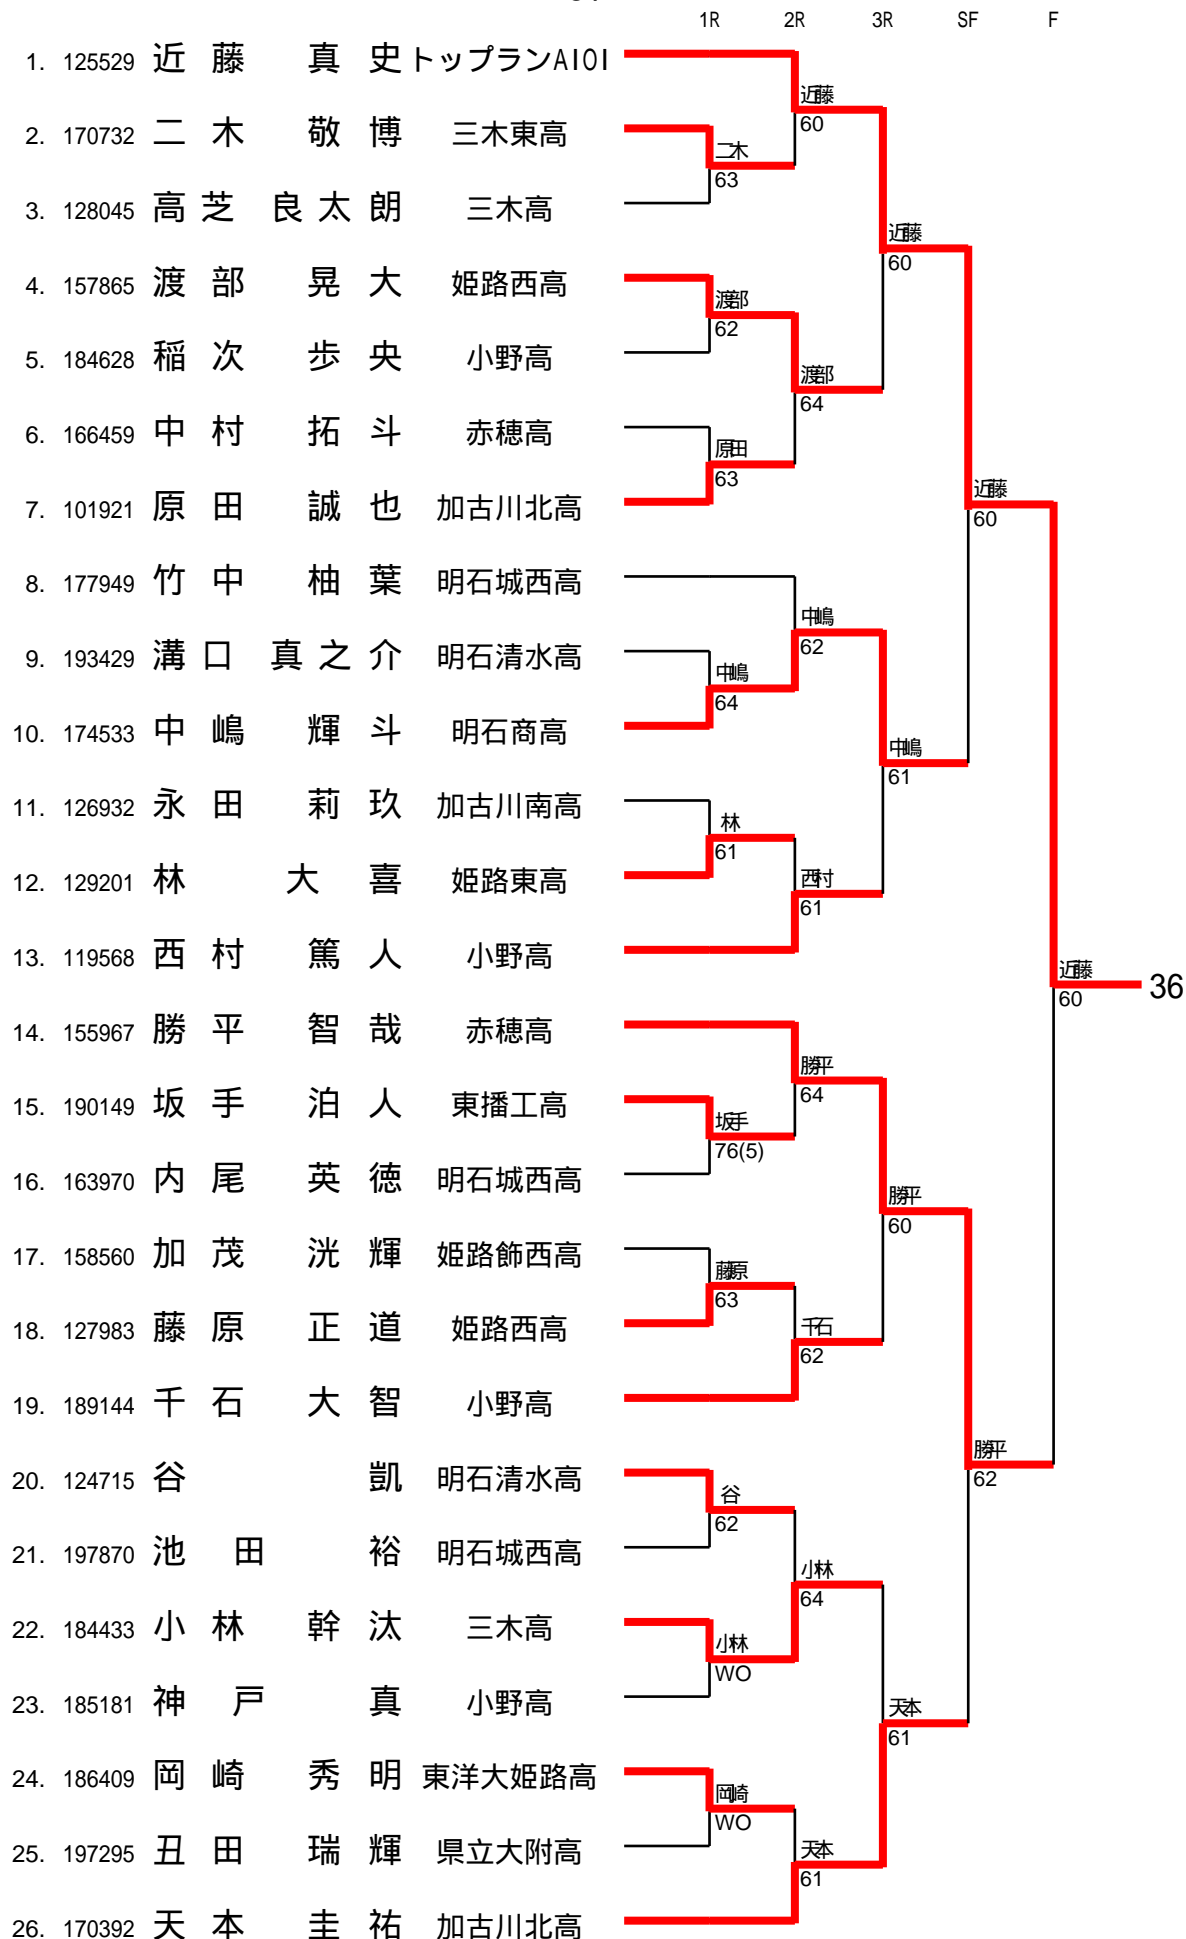 1R 2R 3R SF F
1. 125529 近藤 真史 トップランAIOI
近藤
60
2. 170732 二木 敬博 三木東高
二木
63
3. 128045 高芝 良太朗 三木高
近藤
60
4. 157865 渡部 晃大 姫路西高
渡部
62
5. 184628 稲次 歩央 小野高
渡部
64
6. 166459 中村 拓斗 赤穂高
原田
63
7. 101921 原田 誠也 加古川北高
近藤
60
8. 177949 竹中 柚葉 明石城西高
中嶋
62
9. 193429 溝口 真之介 明石清水高
中嶋
64
10. 174533 中嶋 輝斗 明石商高
中嶋
61
11. 126932 永田 莉玖 加古川南高
林
61
12. 129201 林 大喜 姫路東高
西村
61
13. 119568 西村 篤人 小野高
近藤
60
36
14. 155967 勝平 智哉 赤穂高
勝平
64
15. 190149 坂手 泊人 東播工高
坂手
76(5)
16. 163970 内尾 英徳 明石城西高
勝平
60
17. 158560 加茂 洸輝 姫路飾西高
藤原
63
18. 127983 藤原 正道 姫路西高
千石
62
19. 189144 千石 大智 小野高
勝平
62
20. 124715 谷 凱 明石清水高
谷
62
21. 197870 池田 裕 明石城西高
小林
64
22. 184433 小林 幹汰 三木高
小林
WO
23. 185181 神戸 真 小野高
天本
61
24. 186409 岡崎 秀明 東洋大姫路高
岡崎
WO
25. 197295 丑田 瑞輝 県立大附高
天本
61
26. 170392 天本 圭祐 加古川北高